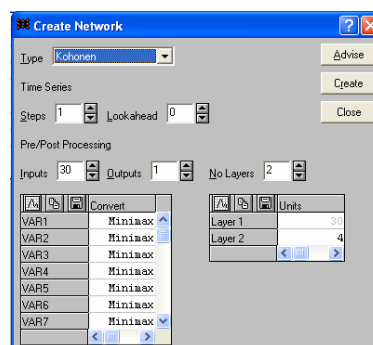 Create Network
Type Kohonen
Advise
Time Series
Create
Steps 1 Lookahead 0
Close
Pre/Post Processing
Inputs 30 Outputs 1 No Layers 2
Convert
VAR1 Minimax
VAR2 Minimax
VAR3 Minimax
VAR4 Minimax
VAR5 Minimax
VAR6 Minimax
VAR7 Minimax
Units
Layer 1 30
Layer 2 4